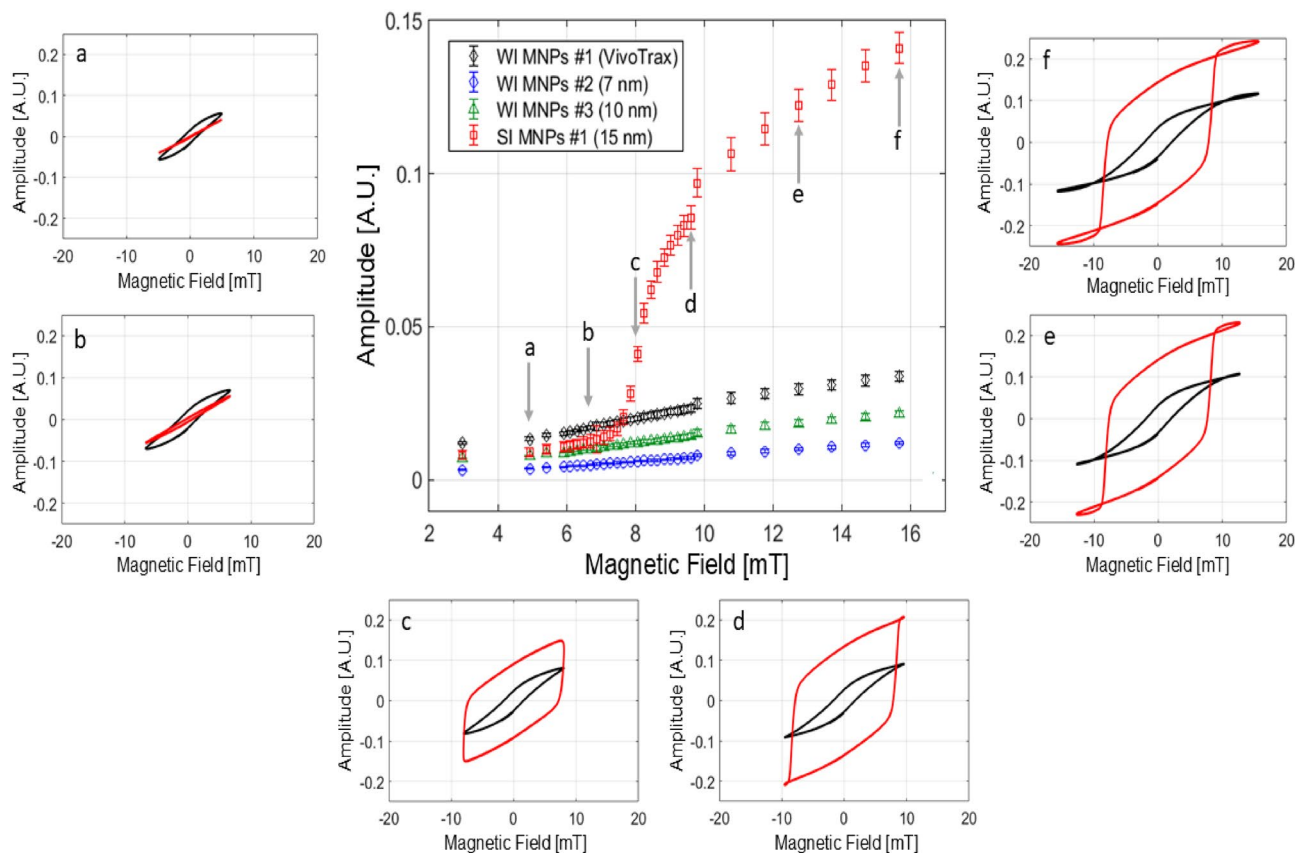 a
Amplitude [A.U.]
0.2
0.1
0
-0.1
-0.2
-20 -10 0 10 20
Magnetic Field [mT]
b
Amplitude [A.U.]
0.2
0.1
0
-0.1
-0.2
-20 -10 0 10 20
Magnetic Field [mT]
WI MNPs #1 (VivoTrax)
WI MNPs #2 (7 nm)
WI MNPs #3 (10 nm)
SI MNPs #1 (15 nm)
Amplitude [A.U.]
0.15
0.1
0.05
0
a
b
c
d
e
f
2 4 6 8 10 12 14 16
Magnetic Field [mT]
f
Amplitude [A.U.]
0.2
0.1
0
-0.1
-0.2
-20 -10 0 10 20
Magnetic Field [mT]
e
Amplitude [A.U.]
0.2
0.1
0
-0.1
-0.2
-20 -10 0 10 20
Magnetic Field [mT]
c
Amplitude [A.U.]
0.2
0.1
0
-0.1
-0.2
-20 -10 0 10 20
Magnetic Field [mT]
d
Amplitude [A.U.]
0.2
0.1
0
-0.1
-0.2
-20 -10 0 10 20
Magnetic Field [mT]